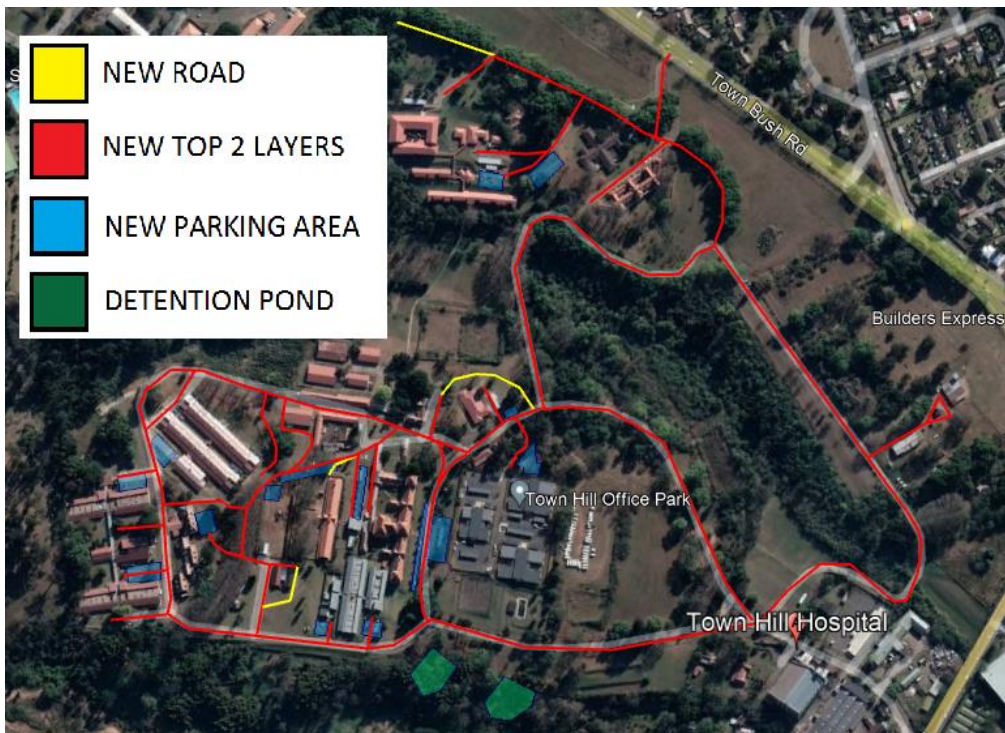 S
NEW ROAD
NEW TOP 2 LAYERS
NEW PARKING AREA
DETENTION POND
Town Bush Rd
Builders Express
Town Hill Office Park
Town Hill Hospital